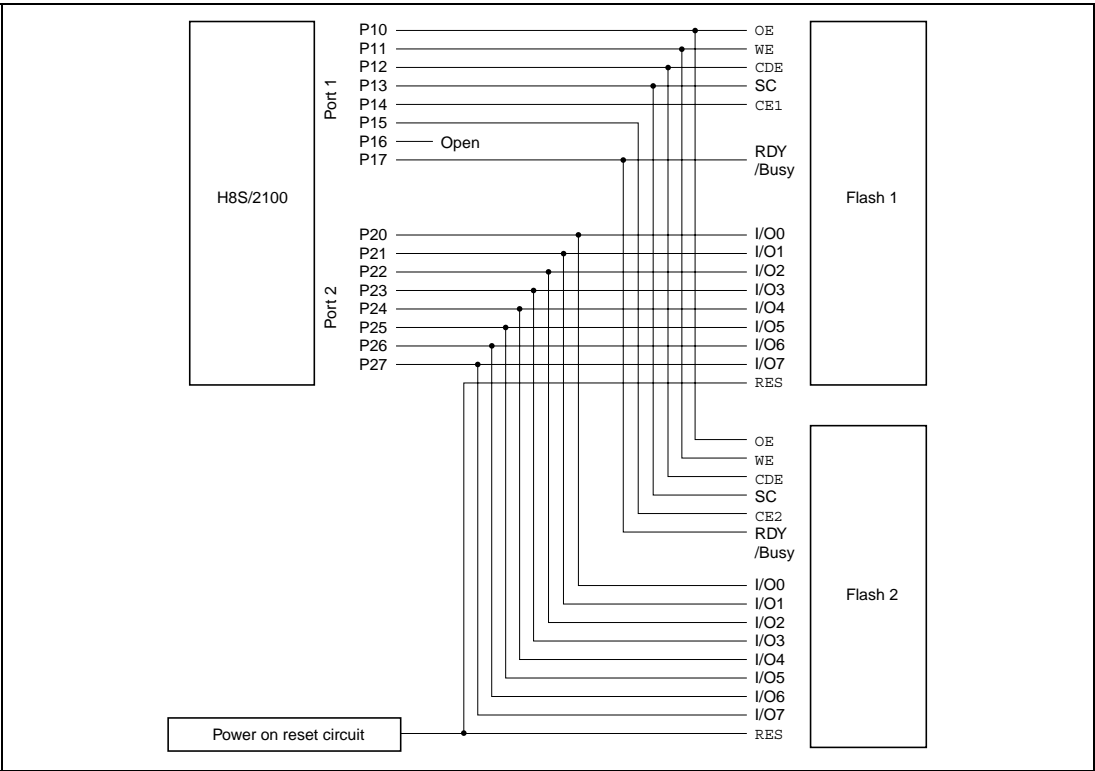 H8S/2100
Port 1
P10
P11
P12
P13
P14
P15
P16
Open
P17
Port 2
P20
P21
P22
P23
P24
P25
P26
P27
OE
WE
CDE
SC
CE1
RDY
/Busy
I/O0
I/O1
I/O2
I/O3
I/O4
I/O5
I/O6
I/O7
RES
Flash 1
OE
WE
CDE
SC
CE2
RDY
/Busy
I/O0
I/O1
I/O2
I/O3
I/O4
I/O5
I/O6
I/O7
RES
Flash 2
Power on reset circuit